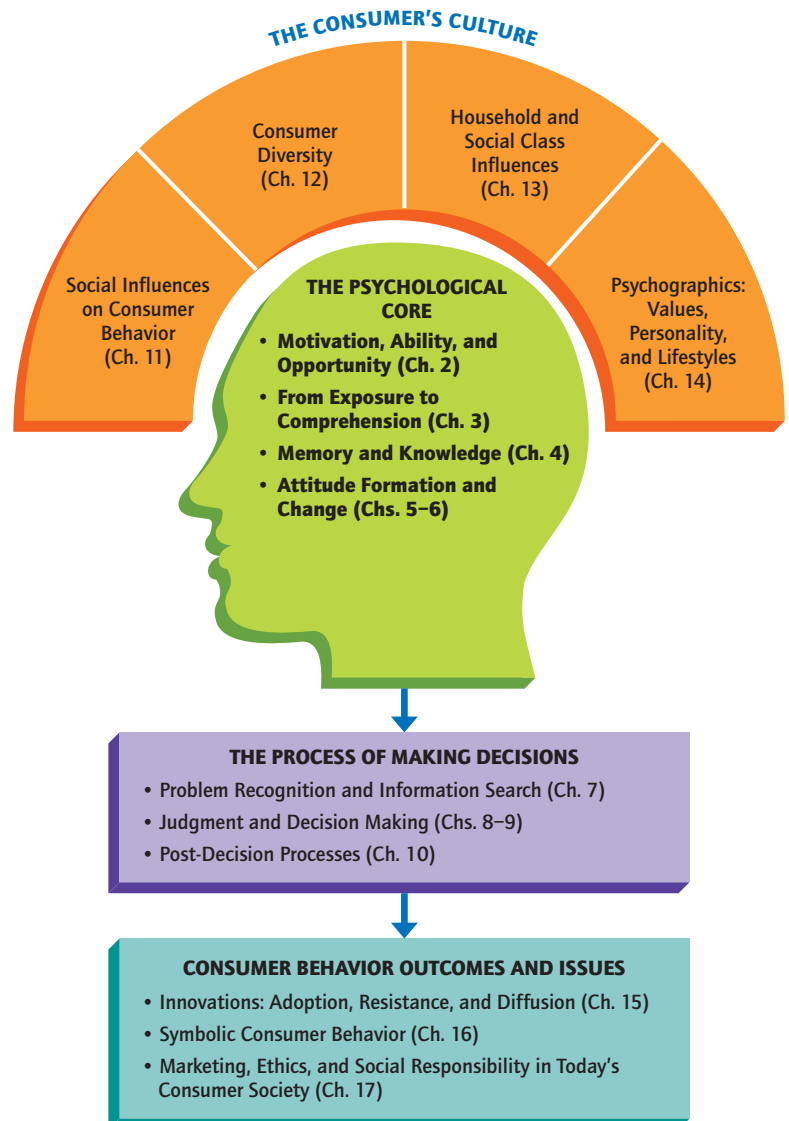 THE CONSUMER'S CULTURE
Social Influences
on Consumer
Behavior
(Ch. 11)
Consumer
Diversity
(Ch. 12)
Household and
Social Class
Influences
(Ch. 13)
Psychographics:
Values,
Personality,
and Lifestyles
(Ch. 14)
THE PSYCHOLOGICAL
CORE
• Motivation, Ability, and
Opportunity (Ch. 2)
• From Exposure to
Comprehension (Ch. 3)
• Memory and Knowledge (Ch. 4)
• Attitude Formation and
Change (Chs. 5–6)
THE PROCESS OF MAKING DECISIONS
• Problem Recognition and Information Search (Ch. 7)
• Judgment and Decision Making (Chs. 8–9)
• Post-Decision Processes (Ch. 10)
CONSUMER BEHAVIOR OUTCOMES AND ISSUES
• Innovations: Adoption, Resistance, and Diffusion (Ch. 15)
• Symbolic Consumer Behavior (Ch. 16)
• Marketing, Ethics, and Social Responsibility in Today's
Consumer Society (Ch. 17)